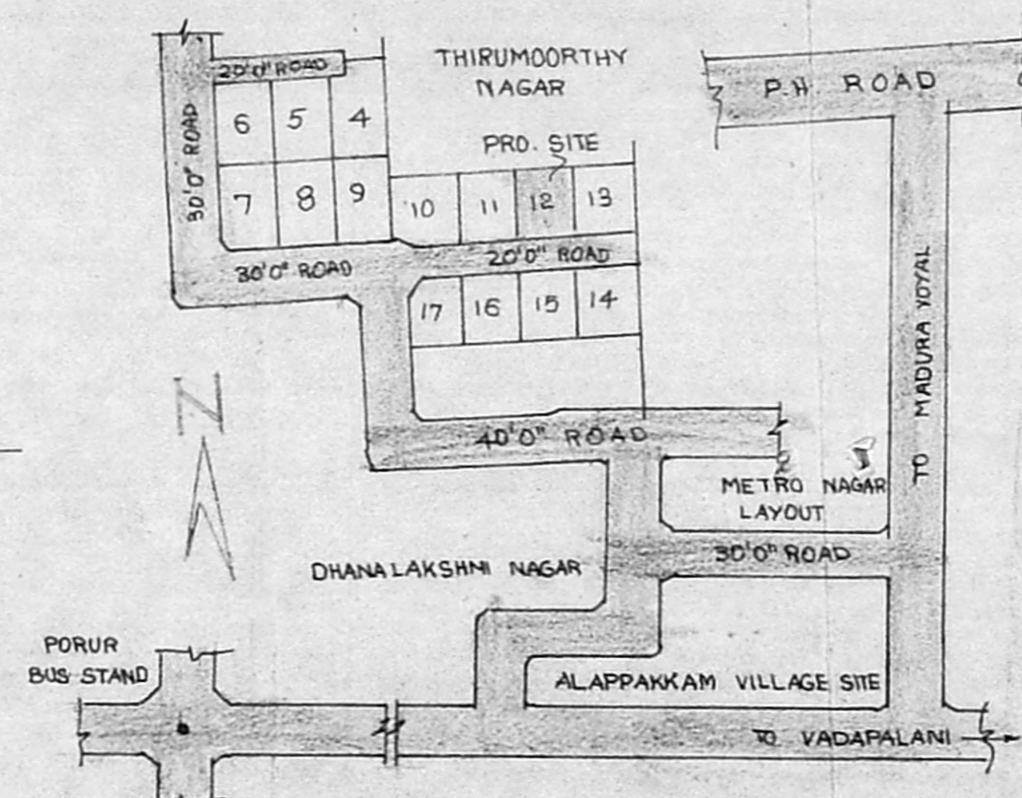 THIRUMOORTHY
NAGAR
20'0" ROAD
P.H. ROAD
30'0" ROAD
6 5 4
PRO. SITE
7 8 9
10 11 12 13
20'0" ROAD
30'0" ROAD
17 16 15 14
TO MADURA VOYAL
N
40'0" ROAD
METRO NAGAR
LAYOUT
30'0" ROAD
DHANALAKSHMI NAGAR
PORUR
BUS STAND
ALAPPAKKAM VILLAGE SITE
TO VADAPALANI